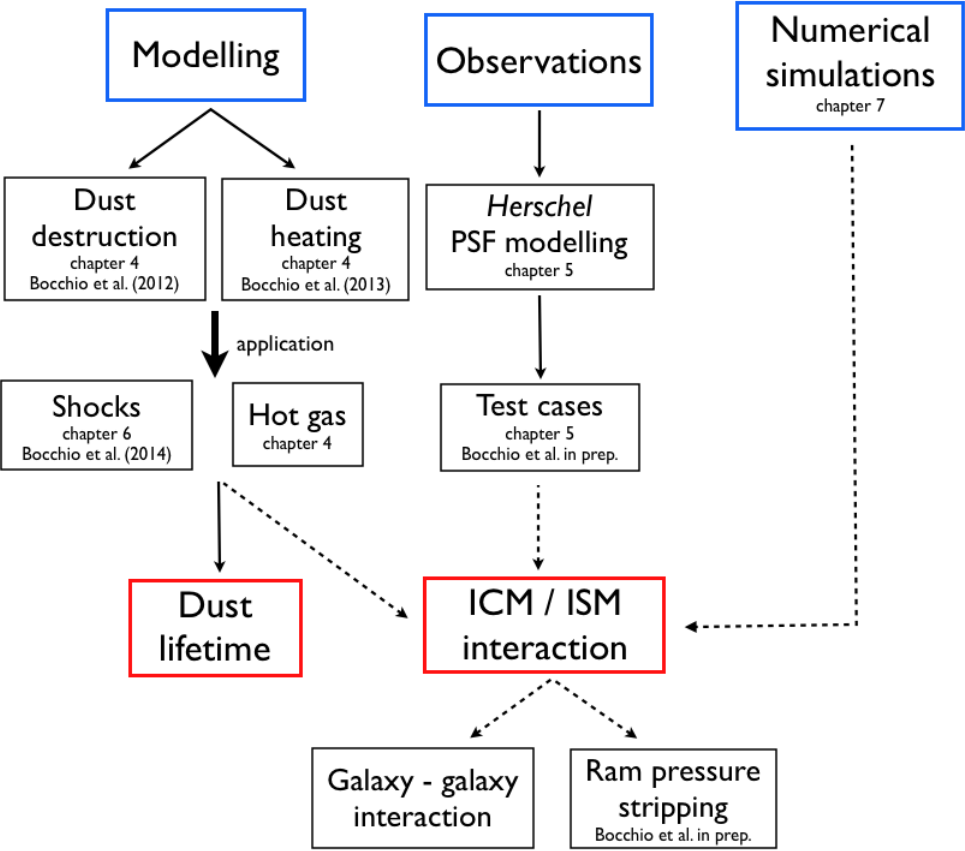 Modelling
Observations
Numerical
simulations
chapter 7
Dust
destruction
chapter 4
Bocchio et al. (2012)
Dust
heating
chapter 4
Bocchio et al. (2013)
Herschel
PSF modelling
chapter 5
application
Shocks
chapter 6
Bocchio et al. (2014)
Hot gas
chapter 4
Test cases
chapter 5
Bocchio et al. in prep.
Dust
lifetime
ICM / ISM
interaction
Galaxy - galaxy
interaction
Ram pressure
stripping
Bocchio et al. in prep.